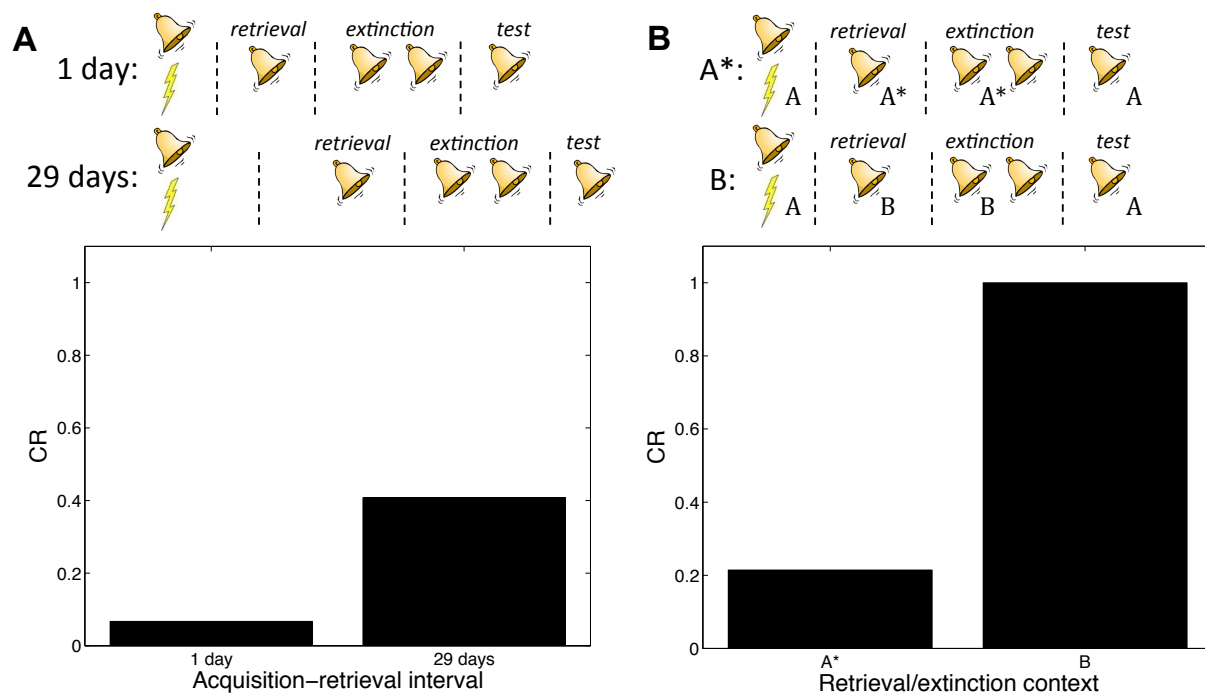 A
retrieval extinction test
1 day:
retrieval extinction test
29 days:
1
0.8
0.6
0.4
0.2
0
CR
1 day 29 days
Acquisition−retrieval interval
B
retrieval extinction test
A*:
A A* A* A
retrieval extinction test
B:
A B B A
1
0.8
0.6
0.4
0.2
0
CR
A* B
Retrieval/extinction context